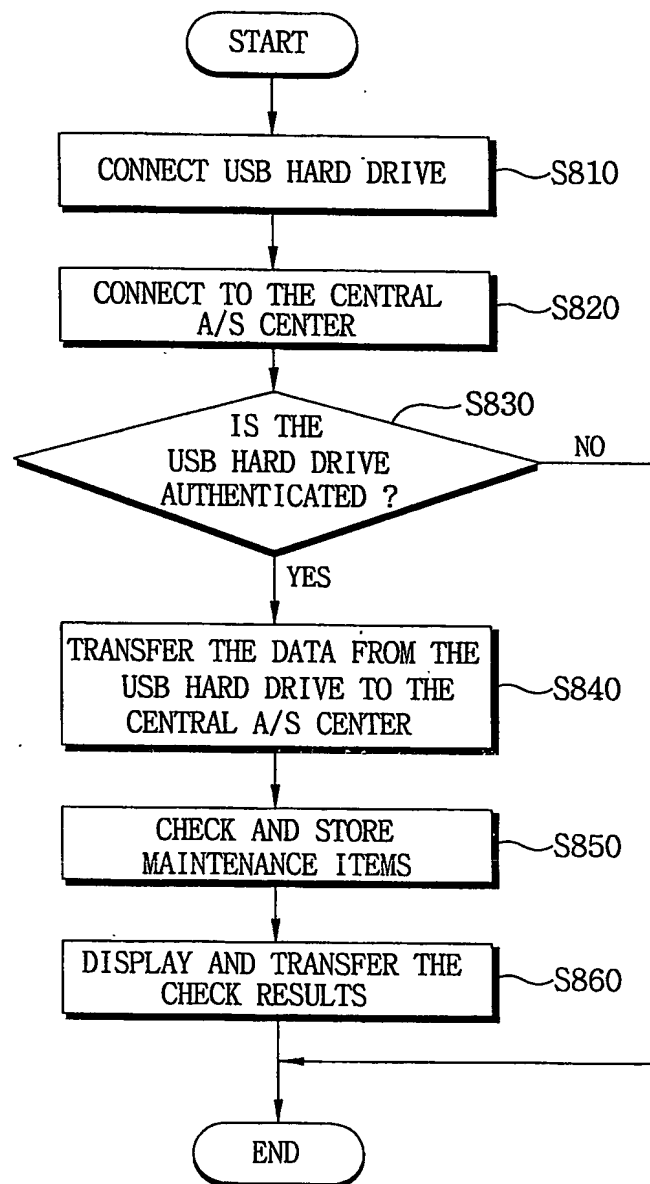 START
CONNECT USB HARD DRIVE
S810
CONNECT TO THE CENTRAL
A/S CENTER
S820
S830
IS THE
USB HARD DRIVE
AUTHENTICATED ?
NO
YES
TRANSFER THE DATA FROM THE
USB HARD DRIVE TO THE
CENTRAL A/S CENTER
S840
CHECK AND STORE
MAINTENANCE ITEMS
S850
DISPLAY AND TRANSFER THE
CHECK RESULTS
S860
END